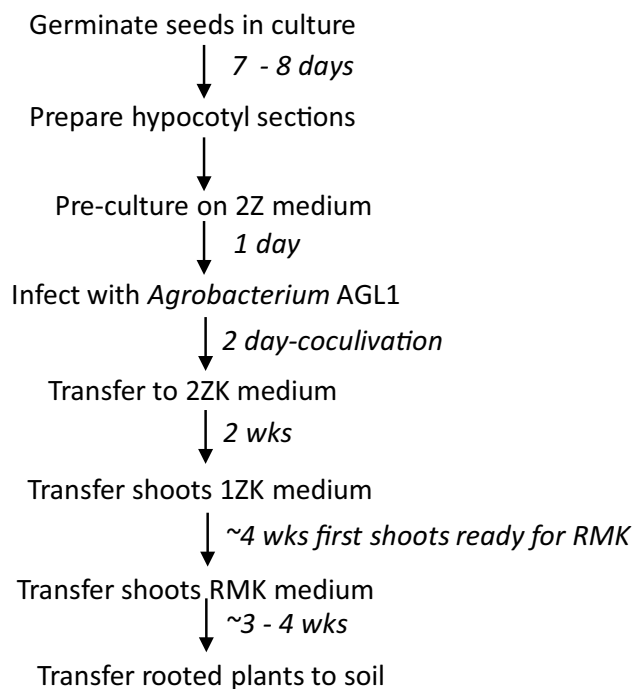 Germinate seeds in culture
7 - 8 days
Prepare hypocotyl sections
Pre-culture on 2Z medium
1 day
Infect with Agrobacterium AGL1
2 day-coculivation
Transfer to 2ZK medium
2 wks
Transfer shoots 1ZK medium
~4 wks first shoots ready for RMK
Transfer shoots RMK medium
~3 - 4 wks
Transfer rooted plants to soil